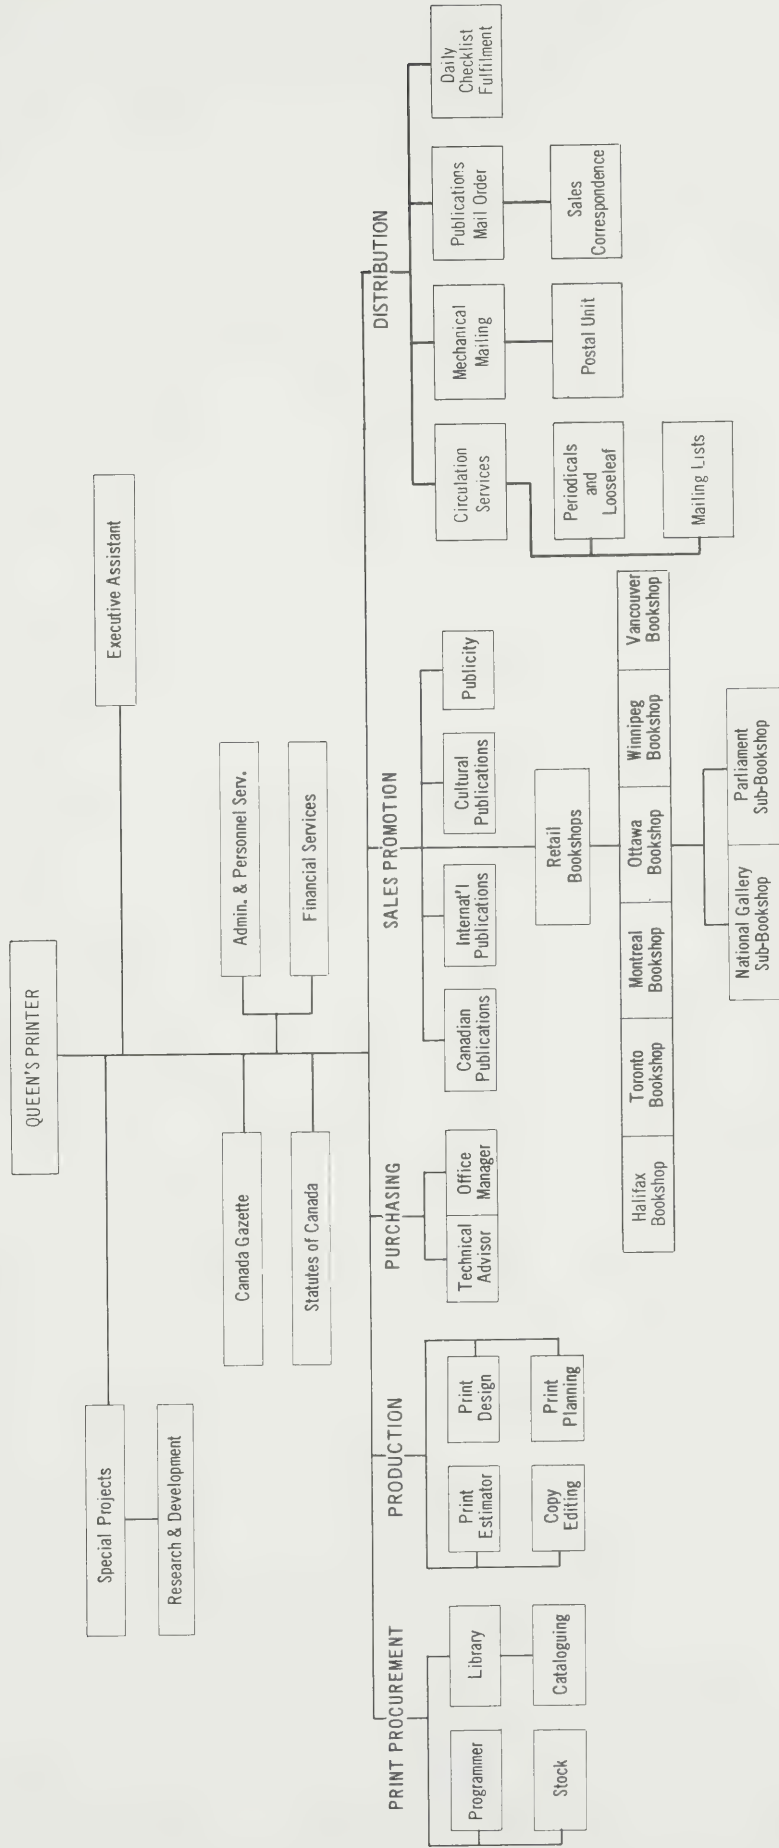 QUEEN'S PRINTER
Special Projects
Research & Development
Executive Assistant
Canada Gazette
Statutes of Canada
Admin. & Personnel Serv.
Financial Services
PRINT PROCUREMENT
Programmer
Library
Stock
Cataloguing
PRODUCTION
Print
Estimator
Print
Design
Copy
Editing
Print
Planning
PURCHASING
Technical
Advisor
Office
Manager
SALES PROMOTION
Canadian
Publications
Internat'l
Publications
Cultural
Publications
Publicity
Retail
Bookshops
Halifax
Bookshop
Toronto
Bookshop
Montreal
Bookshop
Ottawa
Bookshop
Winnipeg
Bookshop
Vancouver
Bookshop
National Gallery
Sub-Bookshop
Parliament
Sub-Bookshop
DISTRIBUTION
Circulation
Services
Mechanical
Mailing
Publications
Mail Order
Daily
Checklist
Fulfilment
Periodicals
and
Looseleaf
Postal Unit
Sales
Correspondence
Mailing Lists